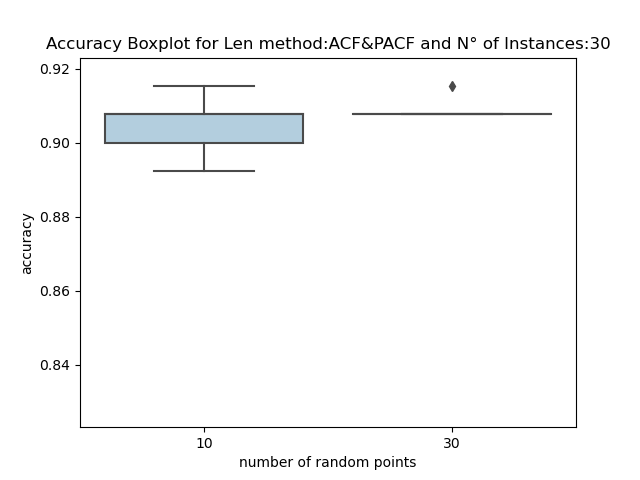 Accuracy Boxplot for Len method:ACF&PACF and N° of Instances:30
0.92
0.90
0.88
0.86
0.84
accuracy
10 30
number of random points